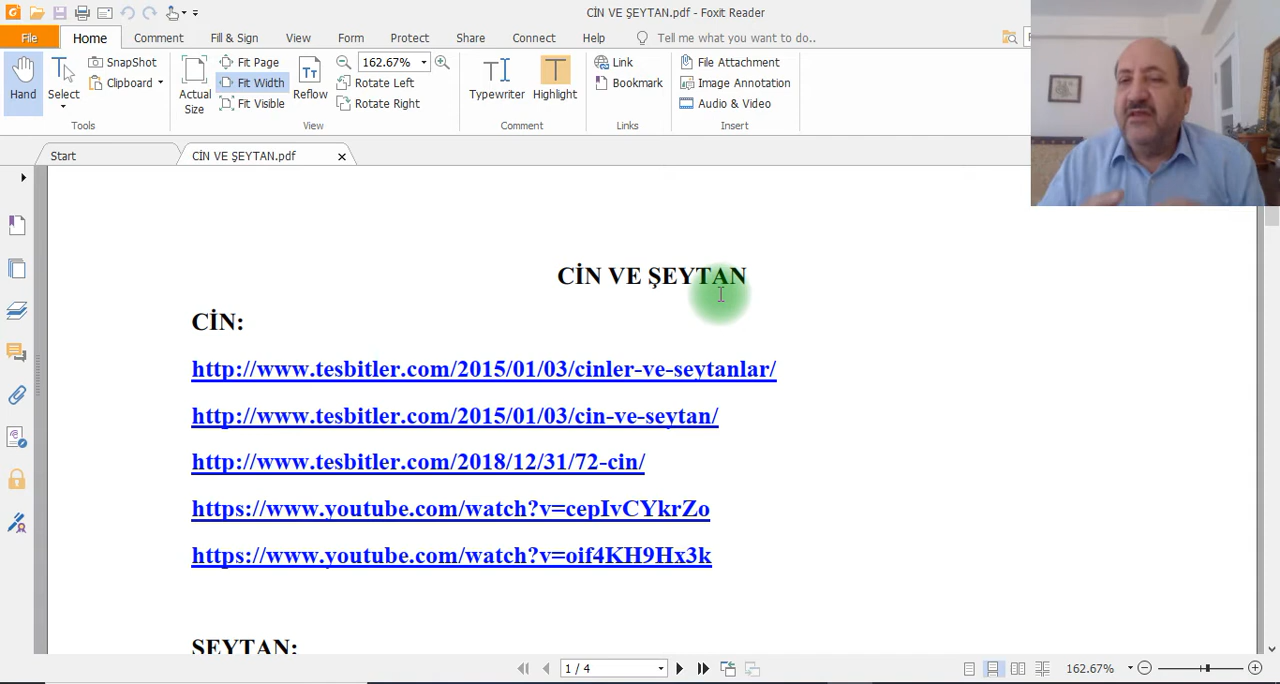 CİN VE ŞEYTAN.pdf - Foxit Reader
File Home Comment Fill & Sign View Form Protect Share Connect Help Tell me what you want to do..
Hand
Select
SnapShot
Clipboard
Tools
Actual Size
Fit Page
Fit Width
Fit Visible
Reflow
162.67%
Rotate Left
Rotate Right
View
Typewriter
Highlight
Comment
Link
Bookmark
Links
File Attachment
Image Annotation
Audio & Video
Insert
Start
CİN VE ŞEYTAN.pdf
CİN VE ŞEYTAN
CİN:
http://www.tesbitler.com/2015/01/03/cinler-ve-seytanlar/
http://www.tesbitler.com/2015/01/03/cin-ve-seytan/
http://www.tesbitler.com/2018/12/31/72-cin/
https://www.youtube.com/watch?v=cepIvCYkrZo
https://www.youtube.com/watch?v=oif4KH9Hx3k
ŞEYTAN:
1 / 4
162.67%